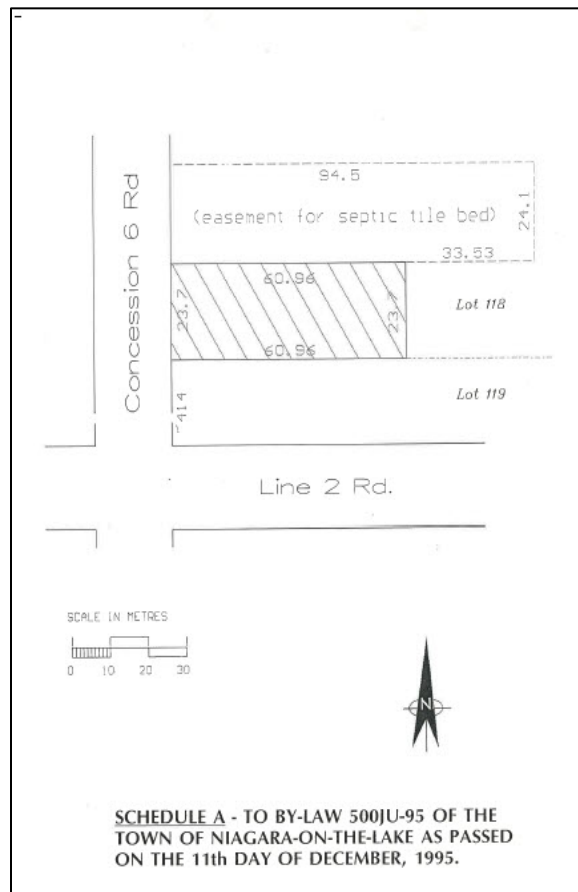 94.5
(easement for septic tile bed)
24.1
33.53
Concession 6 Rd
60.96
23.7
23.7
Lot 118
60.96
Lot 119
414
Line 2 Rd.
SCALE IN METRES
0 10 20 30
N
SCHEDULE A - TO BY-LAW 500JU-95 OF THE
TOWN OF NIAGARA-ON-THE-LAKE AS PASSED
ON THE 11th DAY OF DECEMBER, 1995.